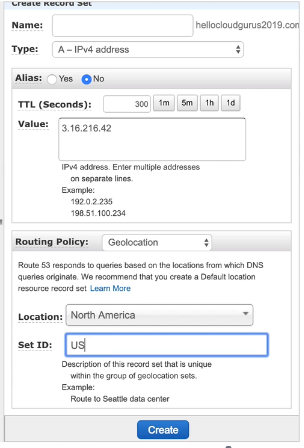 Create Record Set
Name: hellocloudgurus2019.com
Type: A – IPv4 address
Alias: Yes No
TTL (Seconds): 300 1m 5m 1h 1d
Value: 3.16.216.42
IPv4 address. Enter multiple addresses
on separate lines.
Example:
192.0.2.235
198.51.100.234
Routing Policy: Geolocation
Route 53 responds to queries based on the locations from which DNS
queries originate. We recommend that you create a Default location
resource record set Learn More
Location: North America
Set ID: US
Description of this record set that is unique
within the group of geolocation sets.
Example:
Route to Seattle data center
Create